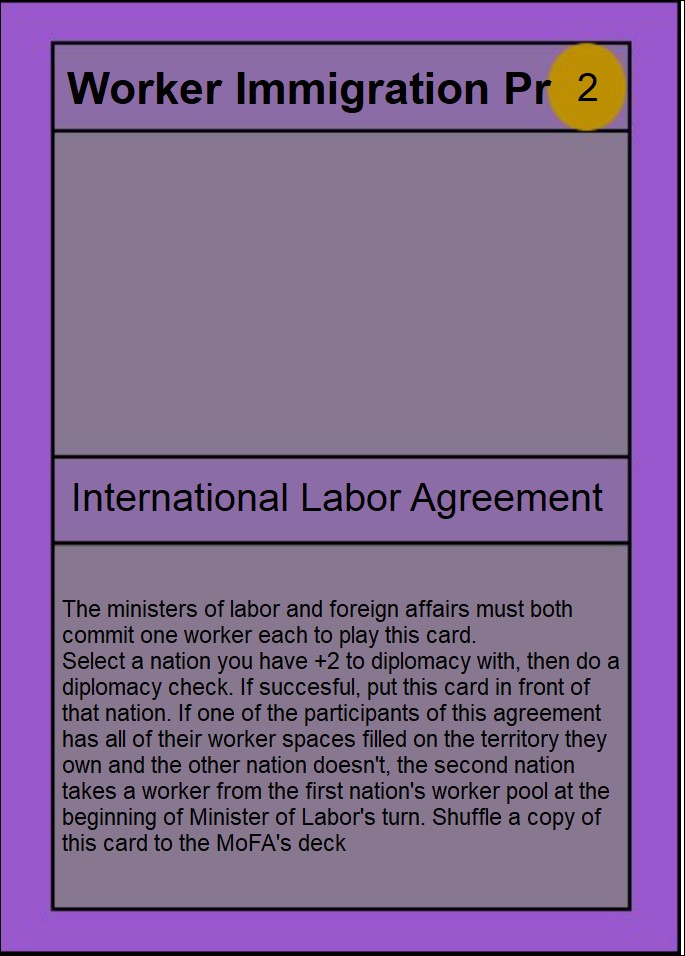 Worker Immigration Pr 2
International Labor Agreement
The ministers of labor and foreign affairs must both
commit one worker each to play this card.
Select a nation you have +2 to diplomacy with, then do a
diplomacy check. If succesful, put this card in front of
that nation. If one of the participants of this agreement
has all of their worker spaces filled on the territory they
own and the other nation doesn't, the second nation
takes a worker from the first nation's worker pool at the
beginning of Minister of Labor's turn. Shuffle a copy of
this card to the MoFA's deck